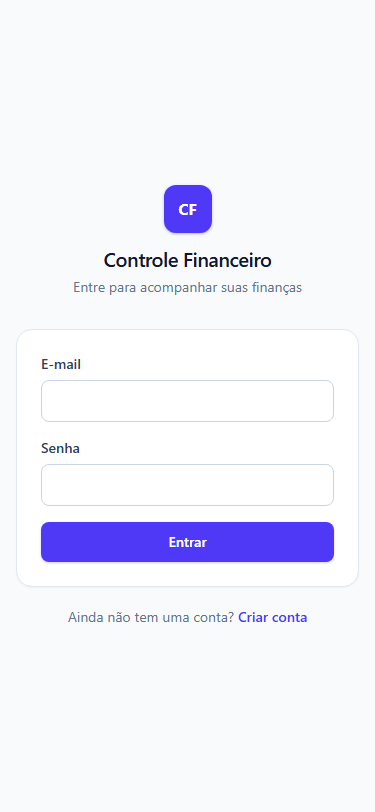 CF
Controle Financeiro
Entre para acompanhar suas finanças
E-mail
Senha
Entrar
Ainda não tem uma conta? Criar conta